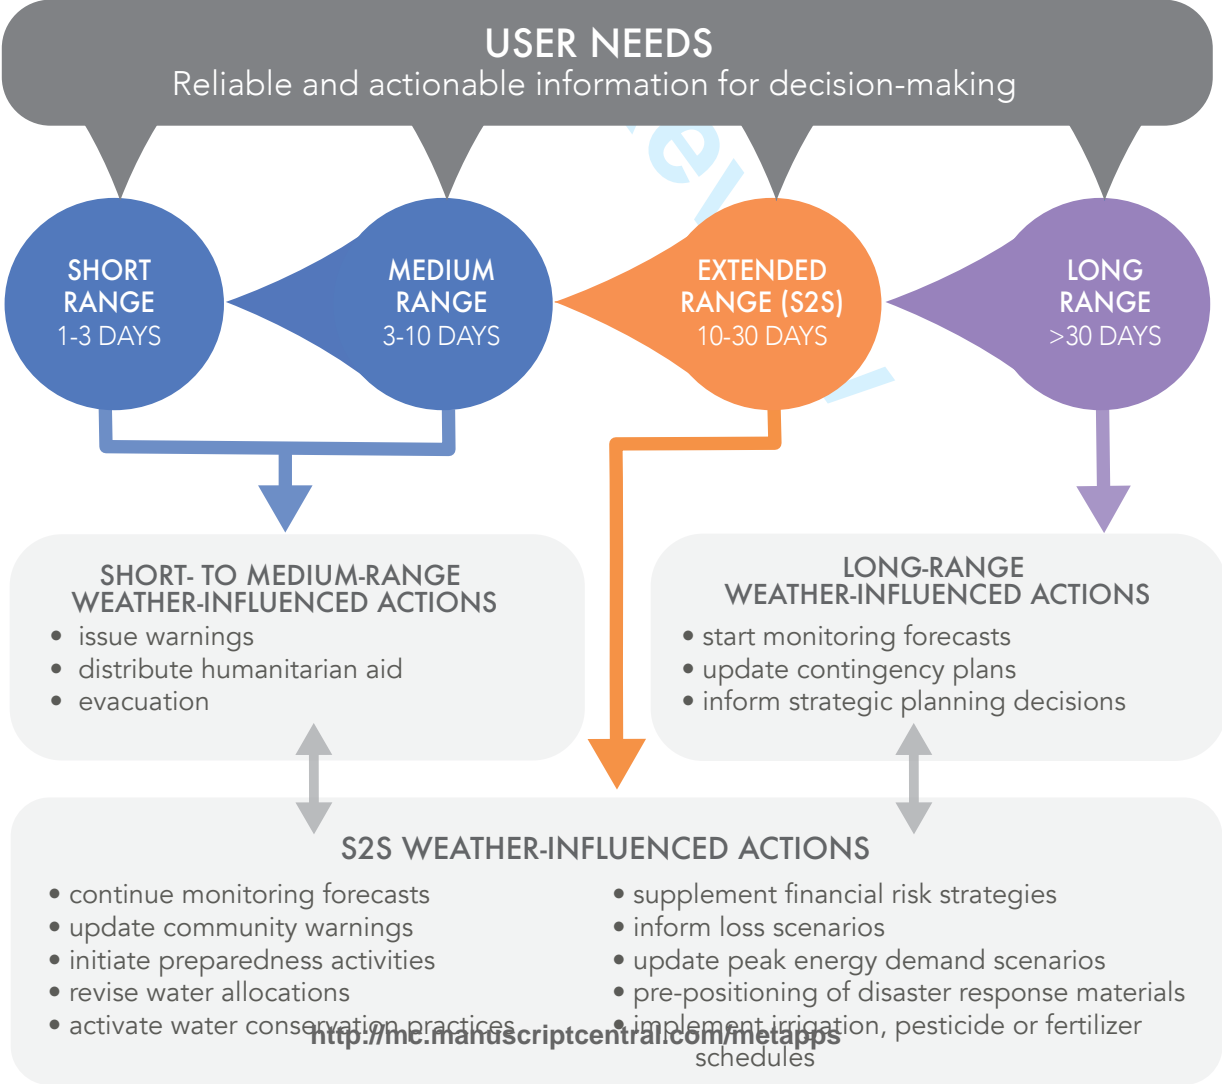 USER NEEDS
Reliable and actionable information for decision-making
SHORT
RANGE
1-3 DAYS
MEDIUM
RANGE
3-10 DAYS
EXTENDED
RANGE (S2S)
10-30 DAYS
LONG
RANGE
>30 DAYS
SHORT- TO MEDIUM-RANGE
WEATHER-INFLUENCED ACTIONS
• issue warnings
• distribute humanitarian aid
• evacuation
LONG-RANGE
WEATHER-INFLUENCED ACTIONS
• start monitoring forecasts
• update contingency plans
• inform strategic planning decisions
S2S WEATHER-INFLUENCED ACTIONS
• continue monitoring forecasts
• update community warnings
• initiate preparedness activities
• revise water allocations
• activate water conservation practices
• supplement financial risk strategies
• inform loss scenarios
• update peak energy demand scenarios
• pre-positioning of disaster response materials
• implement irrigation, pesticide or fertilizer
schedules
http://mc.manuscriptcentral.com/metapps